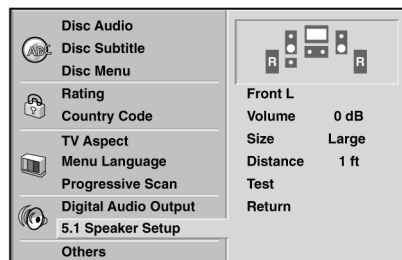 Disc Audio
Disc Subtitle
Disc Menu
ABC
Rating
Country Code
TV Aspect
Menu Language
Progressive Scan
Digital Audio Output
5.1 Speaker Setup
Others
R R
Front L
Volume 0 dB
Size Large
Distance 1 ft
Test
Return